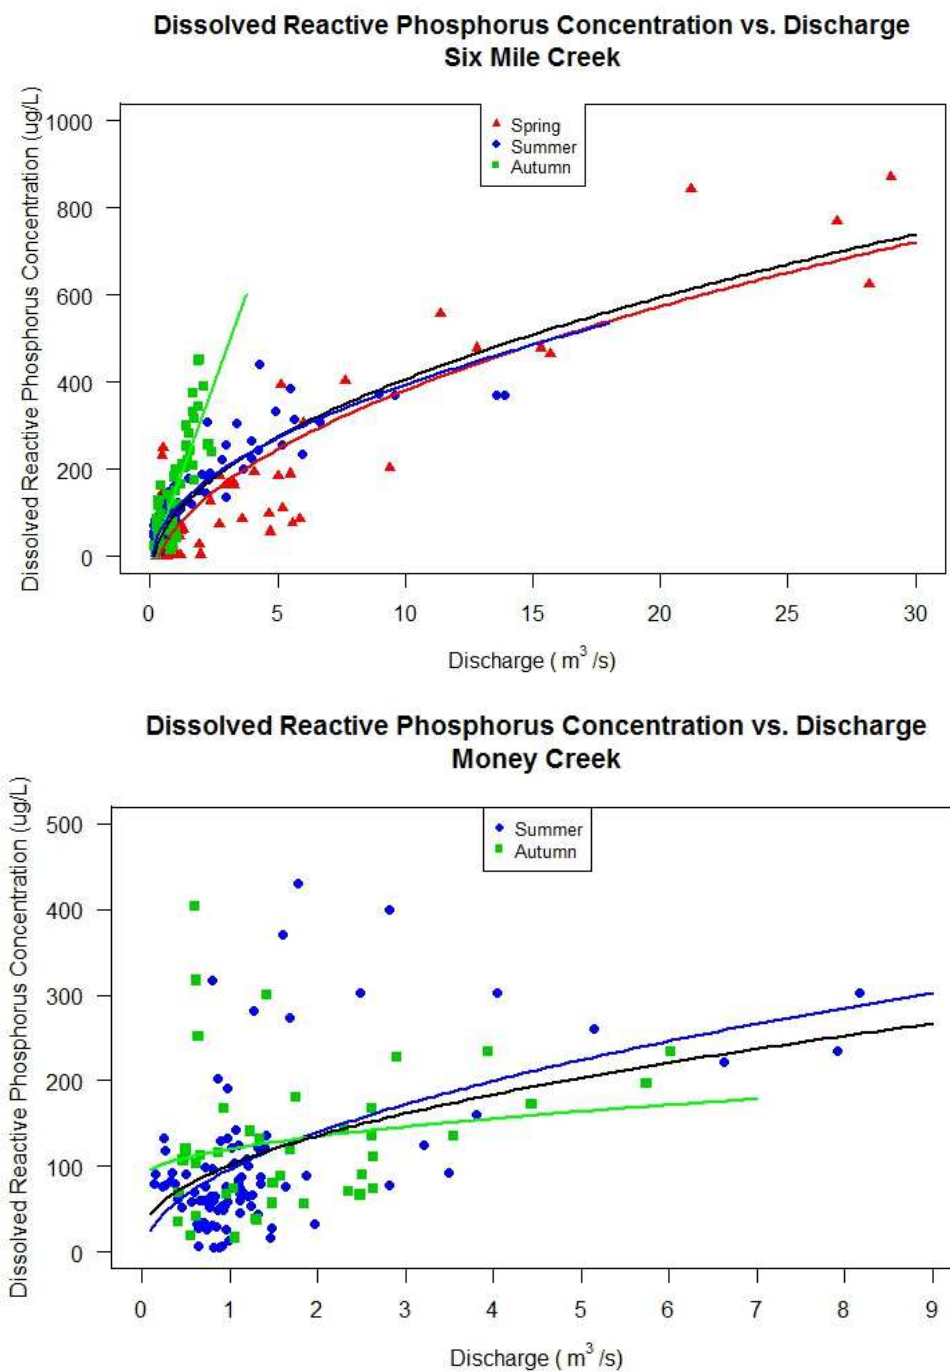 Dissolved Reactive Phosphorus Concentration vs. Discharge
Six Mile Creek
Dissolved Reactive Phosphorus Concentration (ug/L)
1000
800
600
400
200
0
Spring
Summer
Autumn
0 5 10 15 20 25 30
Discharge ( m³ /s)
Dissolved Reactive Phosphorus Concentration vs. Discharge
Money Creek
Dissolved Reactive Phosphorus Concentration (ug/L)
500
400
300
200
100
0
Summer
Autumn
0 1 2 3 4 5 6 7 8 9
Discharge ( m³ /s)